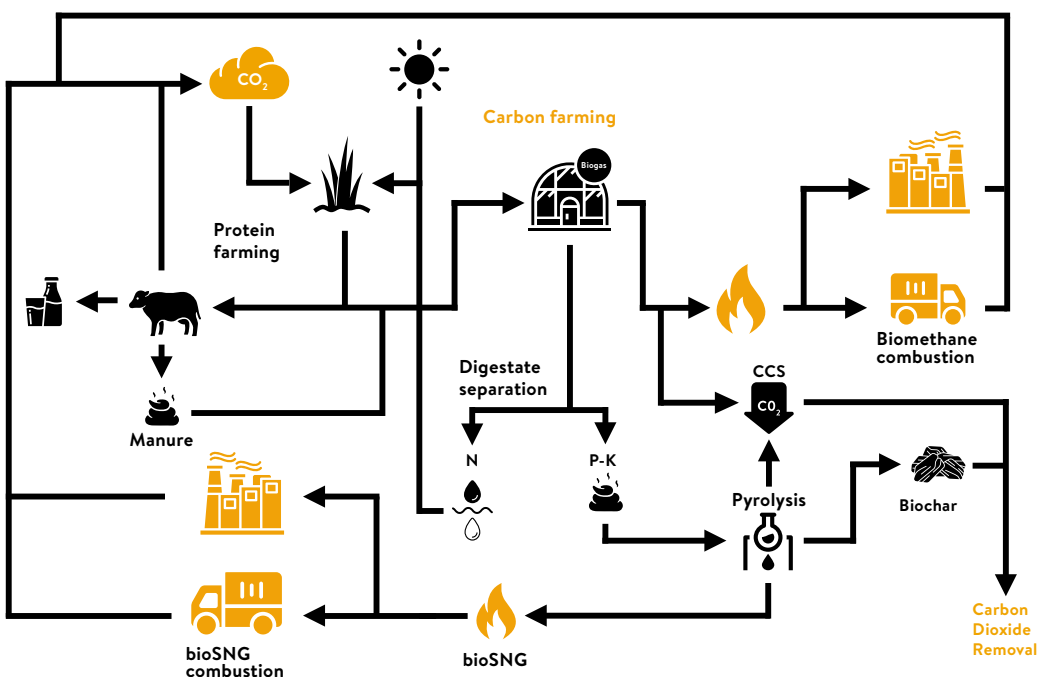 CO2
Carbon farming
Biogas
Protein
farming
Biomethane
combustion
Digestate
separation
CCS
C02
Manure
N
P-K
Pyrolysis
Biochar
Carbon
Dioxide
Removal
bioSNG
combustion
bioSNG